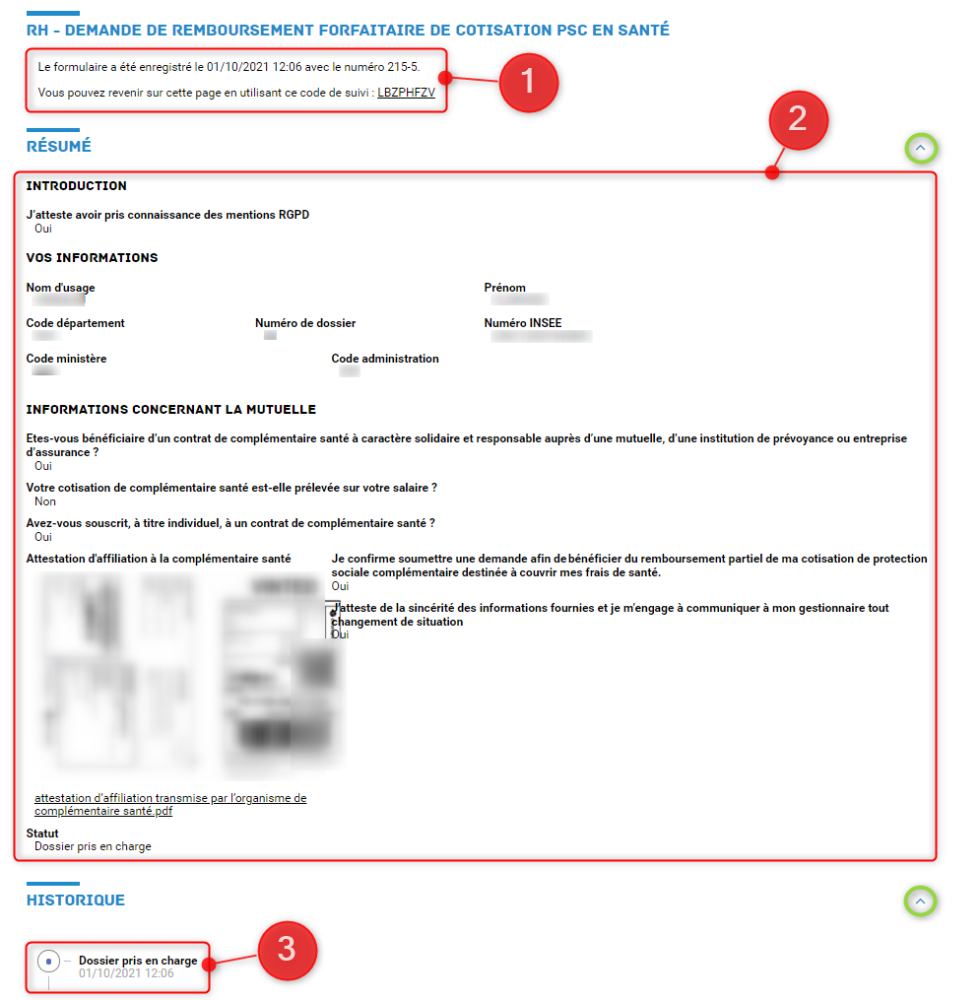 RH - DEMANDE DE REMBOURSEMENT FORFAITAIRE DE COTISATION PSC EN SANTÉ
Le formulaire a été enregistré le 01/10/2021 12:06 avec le numéro 215-5.
Vous pouvez revenir sur cette page en utilisant ce code de suivi : LBZPHFZV
1
2
RÉSUMÉ
INTRODUCTION
J'atteste avoir pris connaissance des mentions RGPD
Oui
VOS INFORMATIONS
Nom d'usage Prénom
Code département Numéro de dossier Numéro INSEE
Code ministère Code administration
INFORMATIONS CONCERNANT LA MUTUELLE
Etes-vous bénéficiaire d'un contrat de complémentaire santé à caractère solidaire et responsable auprès d'une mutuelle, d'une institution de prévoyance ou entreprise
d'assurance ?
Oui
Votre cotisation de complémentaire santé est-elle prélevée sur votre salaire ?
Non
Avez-vous souscrit, à titre individuel, à un contrat de complémentaire santé ?
Oui
Attestation d'affiliation à la complémentaire santé
Je confirme soumettre une demande afin de bénéficier du remboursement partiel de ma cotisation de protection
sociale complémentaire destinée à couvrir mes frais de santé.
Oui
J'atteste de la sincérité des informations fournies et je m'engage à communiquer à mon gestionnaire tout
changement de situation
Oui
attestation d'affiliation transmise par l'organisme de
complémentaire santé.pdf
Statut
Dossier pris en charge
HISTORIQUE
3
Dossier pris en charge
01/10/2021 12:06